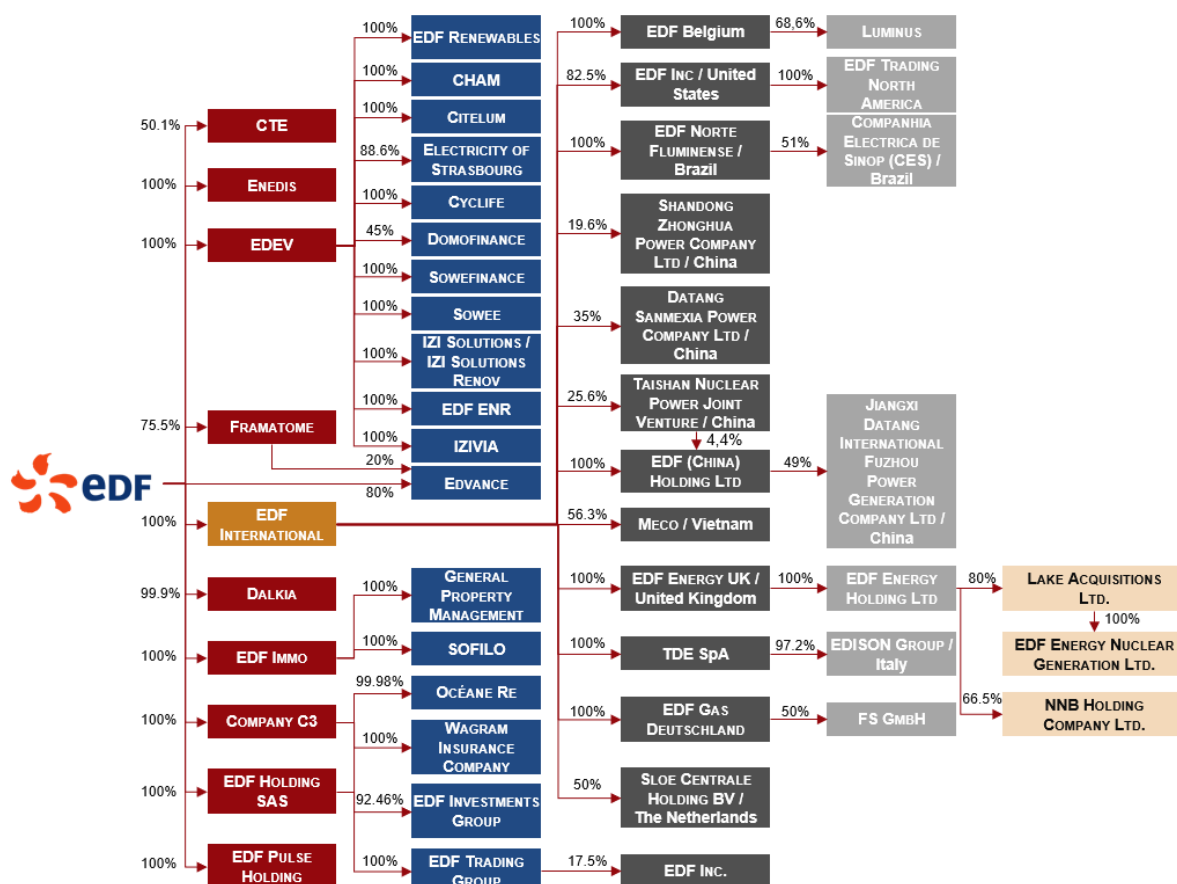 edf
50.1%
CTE
100%
ENEDIS
100%
EDEV
75.5%
FRAMATOME
100%
EDF
INTERNATIONAL
99.9%
DALKIA
100%
EDF IMMO
100%
COMPANY C3
100%
EDF HOLDING
SAS
100%
EDF PULSE
HOLDING
100%
EDF RENEWABLES
100%
CHAM
100%
CITELUM
88.6%
ELECTRICITY OF
STRASBOURG
100%
CYCLIFE
45%
DOMOFINANCE
100%
SOWEFINANCE
100%
SOWEE
100%
IZI SOLUTIONS /
IZI SOLUTIONS
RENOV
100%
EDF ENR
100%
IZIVIA
20%
80%
EDVANCE
100%
GENERAL
PROPERTY
MANAGEMENT
100%
SOFILO
99.98%
OCÉANE RE
100%
WAGRAM
INSURANCE
COMPANY
92.46%
EDF INVESTMENTS
GROUP
100%
EDF TRADING
GROUP
100%
EDF Belgium
68,6%
LUMINUS
82.5%
EDF INC / United
States
100%
EDF TRADING
NORTH
AMERICA
100%
EDF NORTE
FLUMINENSE /
Brazil
51%
COMPANHIA
ELECTRICA DE
SINOP (CES) /
Brazil
19.6%
SHANDONG
ZHONGHUA
POWER COMPANY
LTD / China
35%
DATANG
SANMEXIA POWER
COMPANY LTD /
China
25.6%
TAISHAN NUCLEAR
POWER JOINT
VENTURE / China
4,4%
100%
EDF (CHINA)
HOLDING LTD
49%
JIANGXI
DATANG
INTERNATIONAL
FUZHOU
POWER
GENERATION
COMPANY LTD /
China
56.3%
MECO / Vietnam
100%
EDF ENERGY UK /
United Kingdom
100%
EDF ENERGY
HOLDING LTD
80%
LAKE ACQUISITIONS
LTD.
100%
EDF ENERGY NUCLEAR
GENERATION LTD.
66.5%
NNB HOLDING
COMPANY LTD.
100%
TDE SpA
97.2%
EDISON GROUP /
Italy
100%
EDF GAS
DEUTSCHLAND
50%
FS GMBH
50%
SLOE CENTRALE
HOLDING BV /
The Netherlands
17.5%
EDF INC.